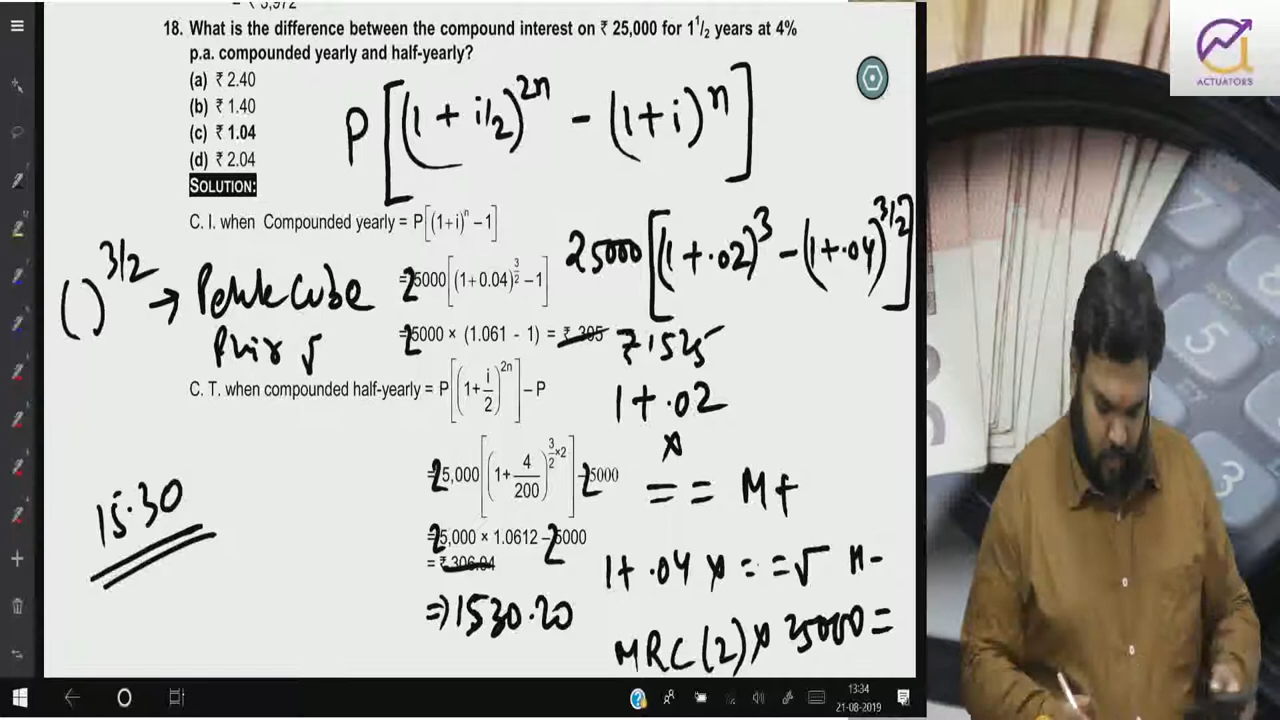 = ₹ 3,972
18. What is the difference between the compound interest on ₹ 25,000 for 1 1/2 years at 4%
p.a. compounded yearly and half-yearly?
(a) ₹ 2.40
(b) ₹ 1.40
(c) ₹ 1.04
(d) ₹ 2.04
P[(1 + i/2)^2n - (1+i)^n]
SOLUTION:
C. I. when Compounded yearly = P[(1+i)^n − 1]
25000[(1+.02)^3 - (1+.04)^3/2]
( )^3/2 → Pehle Cube
Phir √
= 25000[(1+0.04)^3/2 − 1]
= 25000 × (1.061 - 1) = ₹ 305
₹1525
C. T. when compounded half-yearly = P[(1+i/2)^2n] − P
1+.02
×
= = M+
= 25,000[(1+4/200)^3/2×2] − 25000
= 25,000 × 1.0612 − 25000
= ₹ 306.04
⇒ 1530.20
15.30
1+.04 × = = √ M-
MRC (2) × 25000 =
ACTUATORS
13:34
21-08-2019